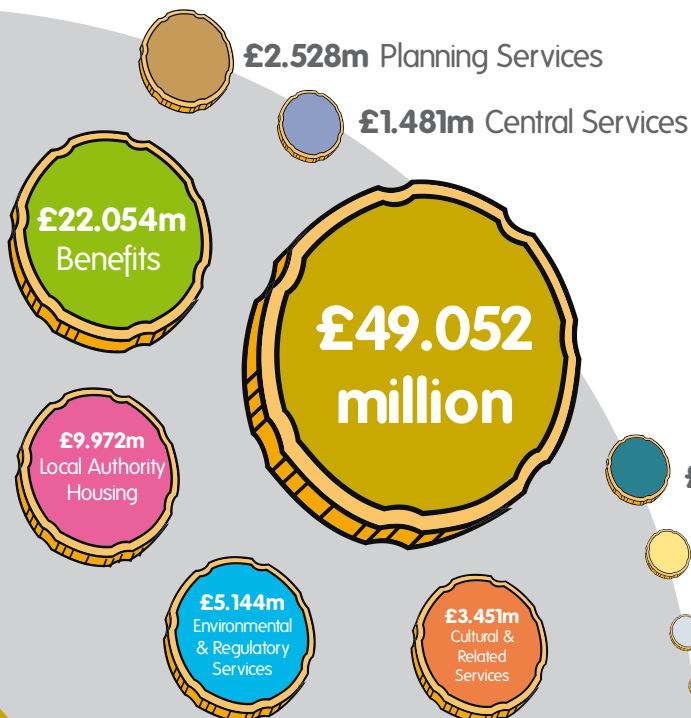 £2.528m Planning Services
£1.481m Central Services
£22.054m
Benefits
£49.052
million
£9.972m
Local Authority
Housing
£5.144m
Environmental
& Regulatory
Services
£3.451m
Cultural &
Related
Services